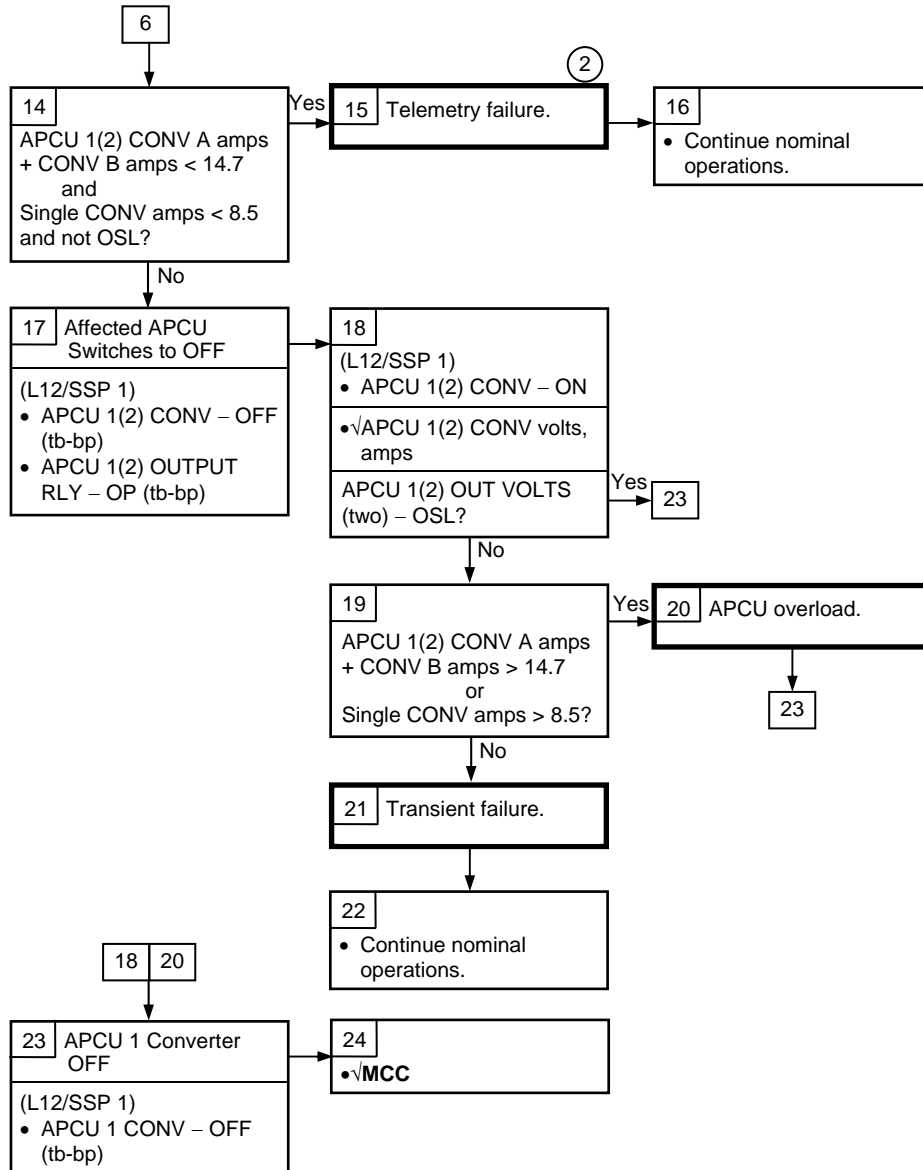 6
14
APCU 1(2) CONV A amps
+ CONV B amps < 14.7
and
Single CONV amps < 8.5
and not OSL?
Yes
2
15 Telemetry failure.
16
• Continue nominal
operations.
No
17 Affected APCU
Switches to OFF
(L12/SSP 1)
• APCU 1(2) CONV – OFF
(tb-bp)
• APCU 1(2) OUTPUT
RLY – OP (tb-bp)
18
(L12/SSP 1)
• APCU 1(2) CONV – ON
•√APCU 1(2) CONV volts,
amps
APCU 1(2) OUT VOLTS
(two) – OSL?
Yes
23
No
19
APCU 1(2) CONV A amps
+ CONV B amps > 14.7
or
Single CONV amps > 8.5?
Yes
20 APCU overload.
23
No
21 Transient failure.
22
• Continue nominal
operations.
18 20
23 APCU 1 Converter
OFF
(L12/SSP 1)
• APCU 1 CONV – OFF
(tb-bp)
24
•√MCC